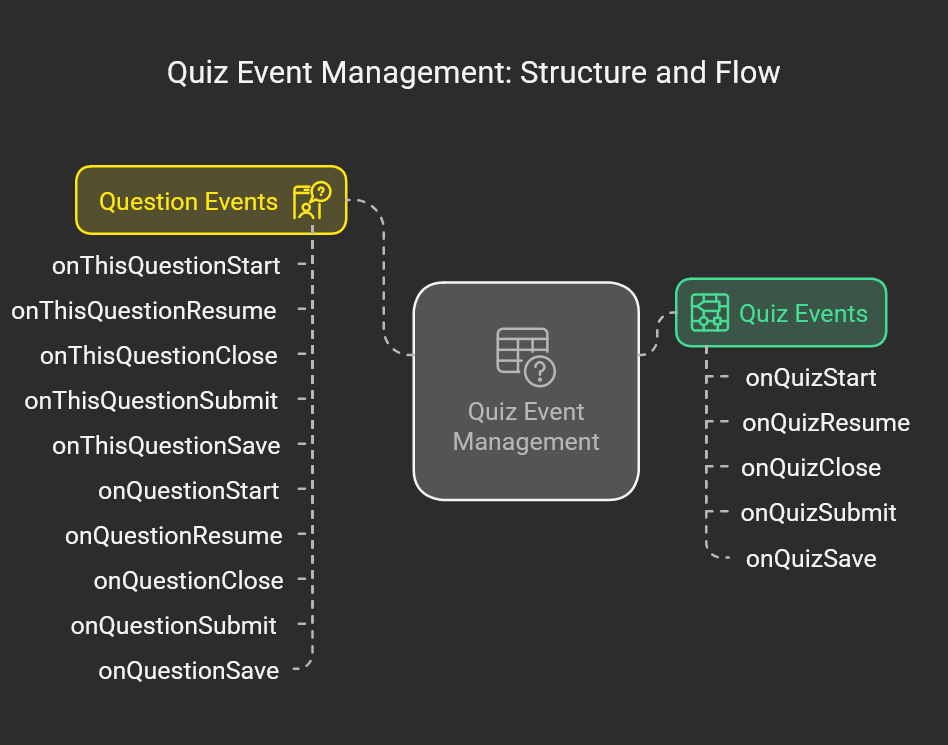 Quiz Event Management: Structure and Flow
Question Events
onThisQuestionStart
onThisQuestionResume
onThisQuestionClose
onThisQuestionSubmit
onThisQuestionSave
onQuestionStart
onQuestionResume
onQuestionClose
onQuestionSubmit
onQuestionSave
Quiz Event
Management
Quiz Events
onQuizStart
onQuizResume
onQuizClose
onQuizSubmit
onQuizSave